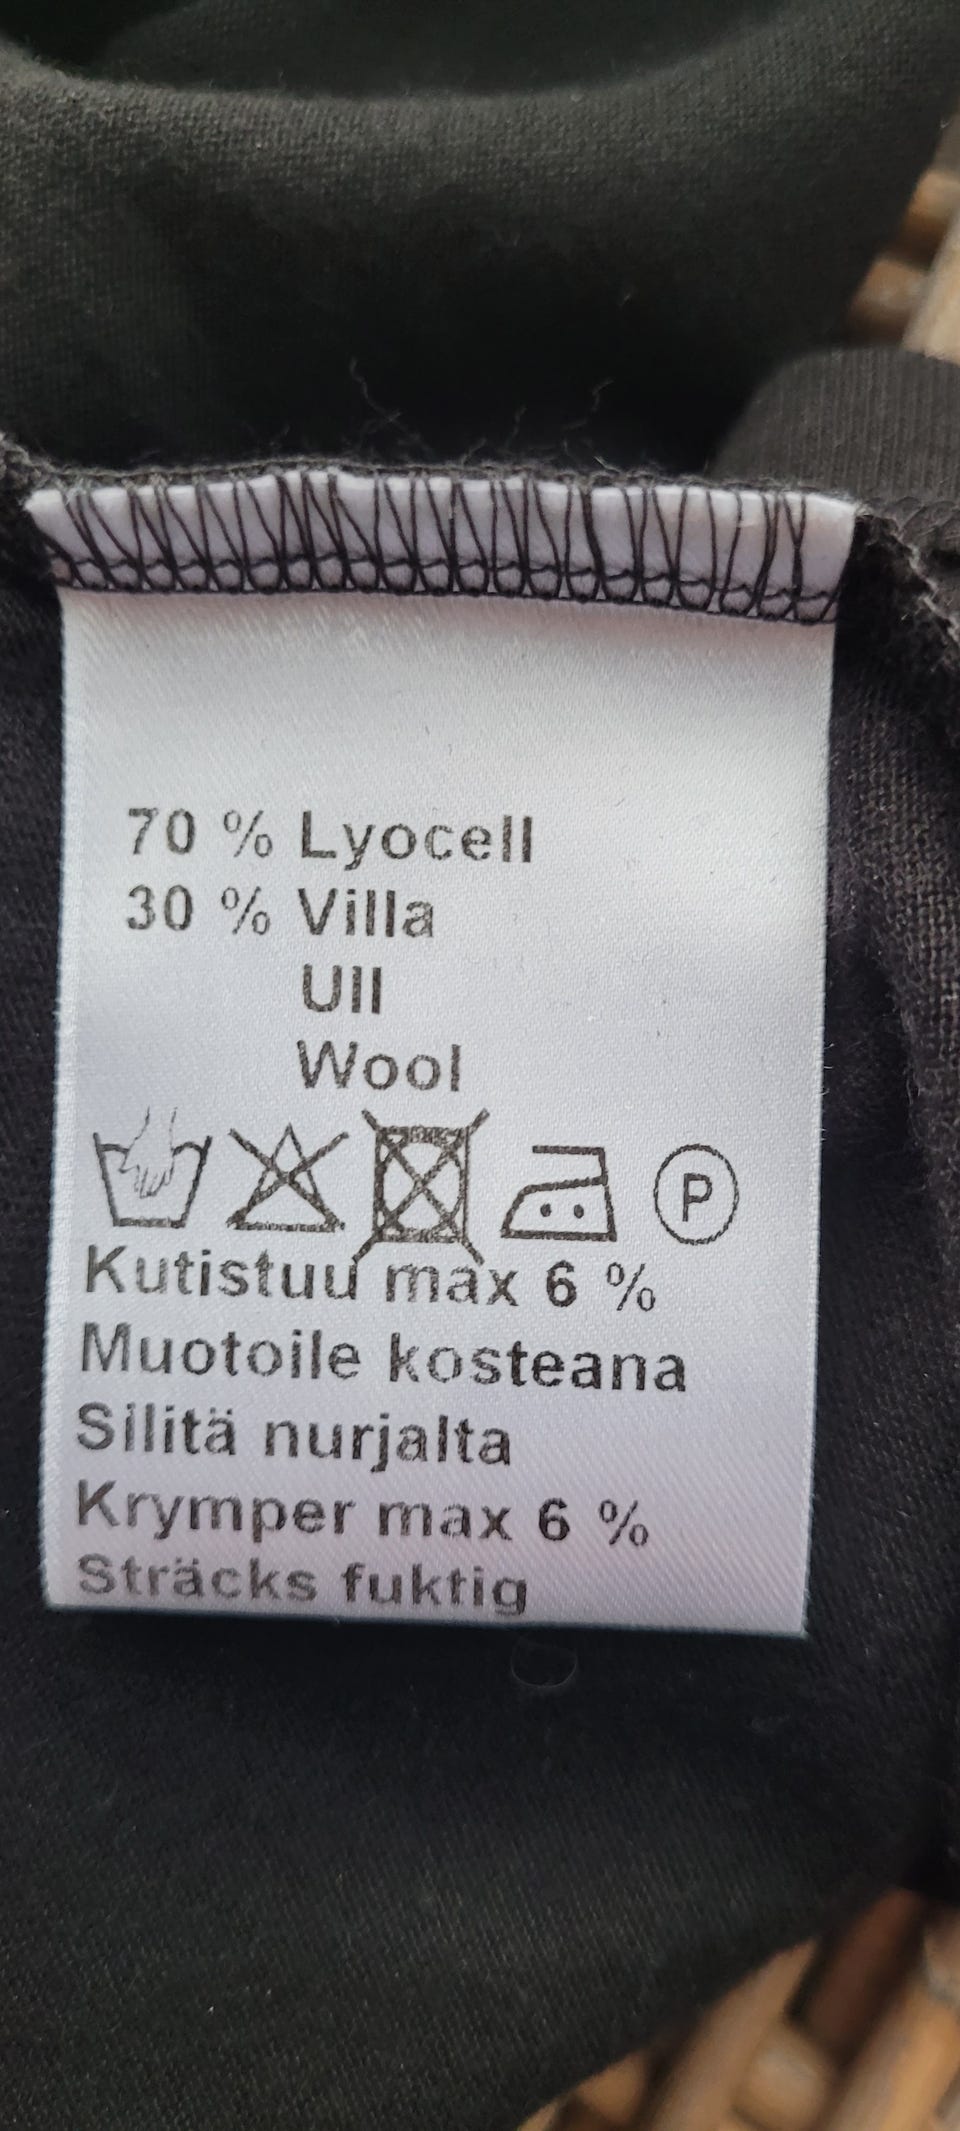 70 % Lyocell
30 % Villa
Ull
Wool
P
Kutistuu max 6 %
Muotoile kosteana
Silitä nurjalta
Krymper max 6 %
Sträcks fuktig